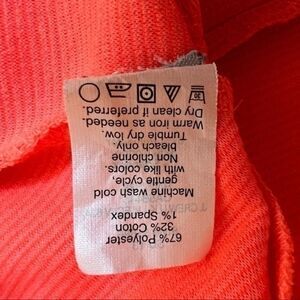 67% Polyester
32% Cotton
1% Spandex
Machine wash cold
gentle cycle,
with like colors.
Non chlorine
bleach only.
Tumble dry low.
Warm iron as needed.
Dry clean if preferred.